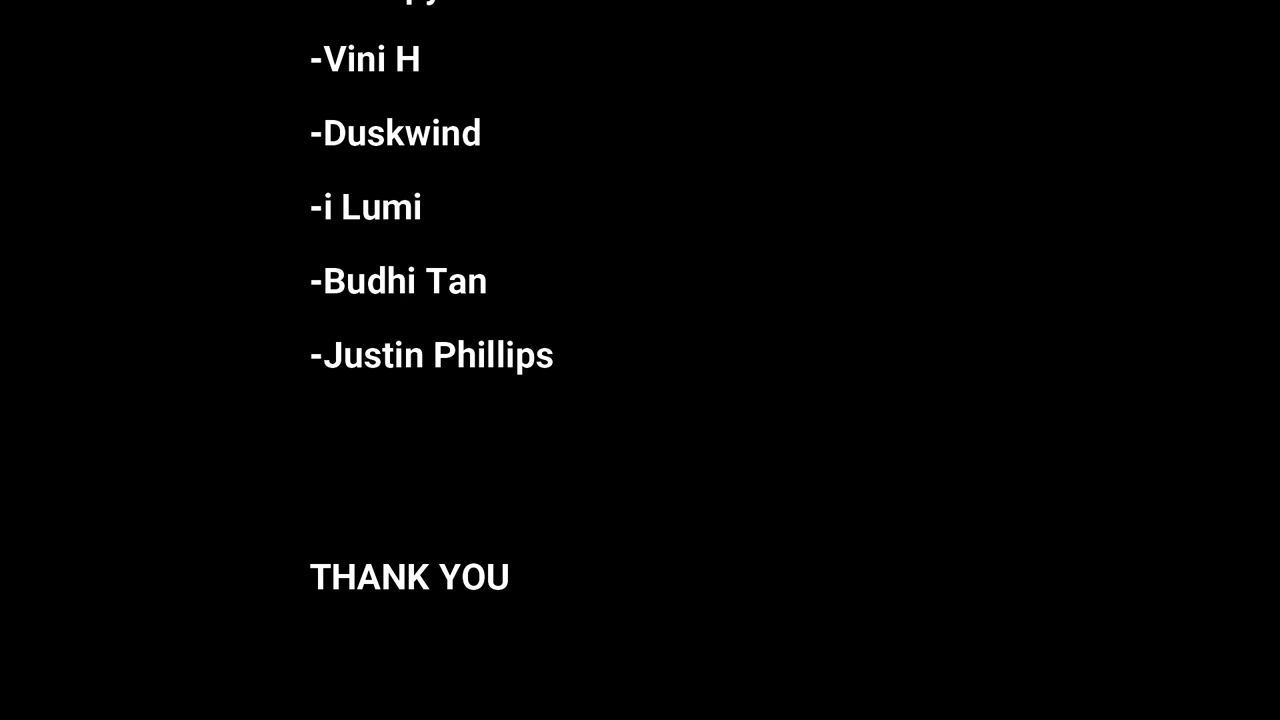 -Vini H
-Duskwind
-i Lumi
-Budhi Tan
-Justin Phillips
THANK YOU